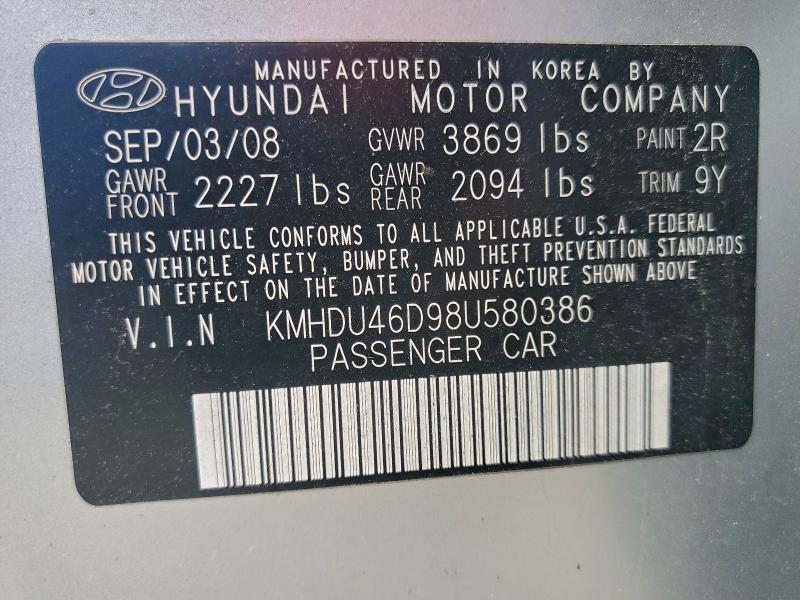 MANUFACTURED IN KOREA BY
HYUNDAI MOTOR COMPANY
SEP/03/08 GVWR 3869 lbs PAINT 2R
GAWR FRONT 2227 lbs GAWR REAR 2094 lbs TRIM 9Y
THIS VEHICLE CONFORMS TO ALL APPLICABLE U.S.A. FEDERAL
MOTOR VEHICLE SAFETY, BUMPER, AND THEFT PREVENTION STANDARDS
IN EFFECT ON THE DATE OF MANUFACTURE SHOWN ABOVE
V.I.N KMHDU46D98U580386
PASSENGER CAR